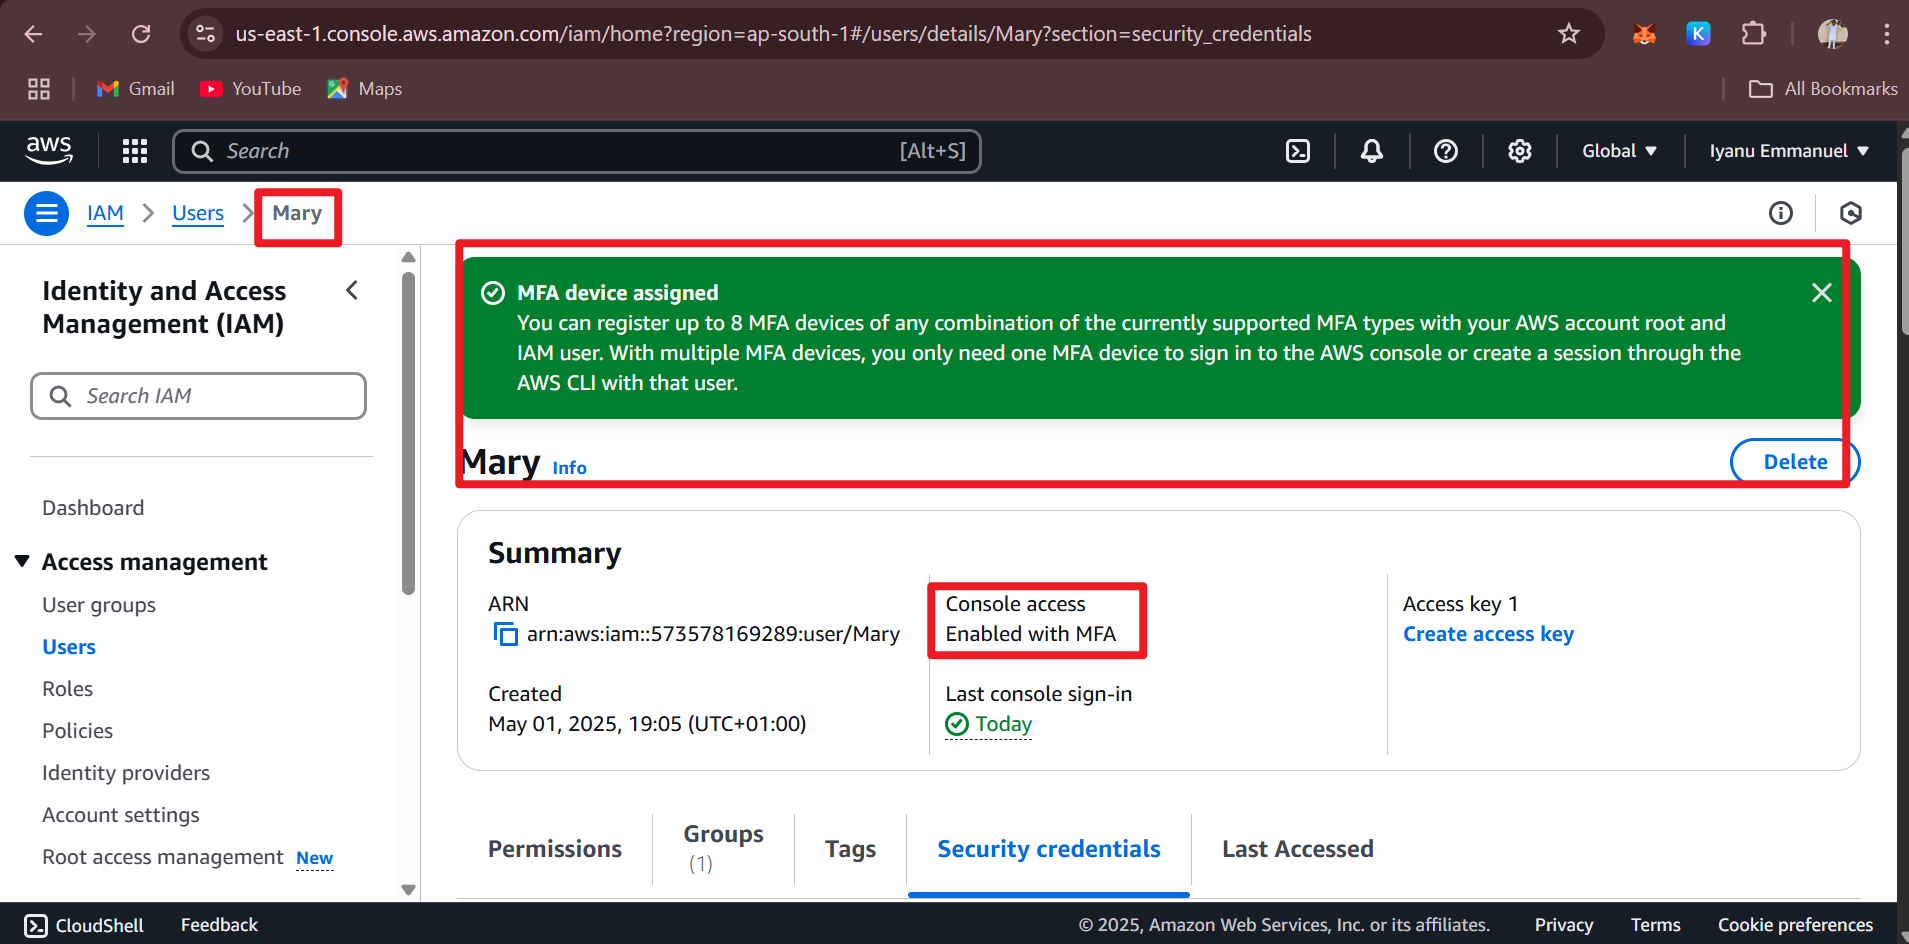 us-east-1.console.aws.amazon.com/iam/home?region=ap-south-1#/users/details/Mary?section=security_credentials
K
Gmail
YouTube
Maps
All Bookmarks
aws
Search
[Alt+S]
Global
Iyanu Emmanuel
IAM
Users
Mary
Identity and Access
Management (IAM)
Search IAM
Dashboard
Access management
User groups
Users
Roles
Policies
Identity providers
Account settings
Root access management New
MFA device assigned
You can register up to 8 MFA devices of any combination of the currently supported MFA types with your AWS account root and
IAM user. With multiple MFA devices, you only need one MFA device to sign in to the AWS console or create a session through the
AWS CLI with that user.
Mary Info
Delete
Summary
ARN
arn:aws:iam::573578169289:user/Mary
Console access
Enabled with MFA
Access key 1
Create access key
Created
May 01, 2025, 19:05 (UTC+01:00)
Last console sign-in
Today
Permissions
Groups
(1)
Tags
Security credentials
Last Accessed
CloudShell
Feedback
© 2025, Amazon Web Services, Inc. or its affiliates.
Privacy
Terms
Cookie preferences